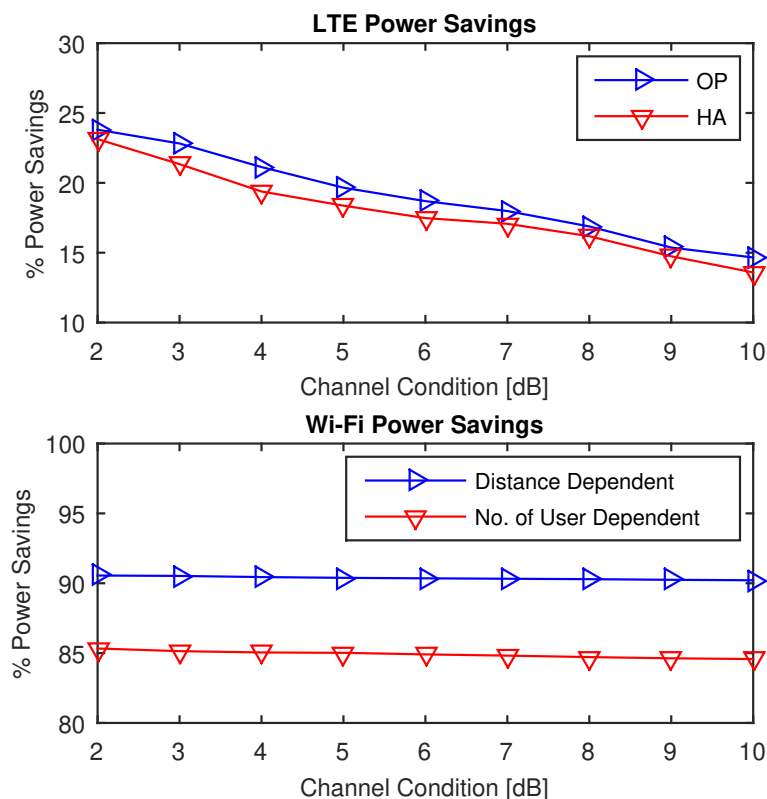 LTE Power Savings
30
25
20
15
10
% Power Savings
OP
HA
2 3 4 5 6 7 8 9 10
Channel Condition [dB]
Wi-Fi Power Savings
100
95
90
85
80
% Power Savings
Distance Dependent
No. of User Dependent
2 3 4 5 6 7 8 9 10
Channel Condition [dB]